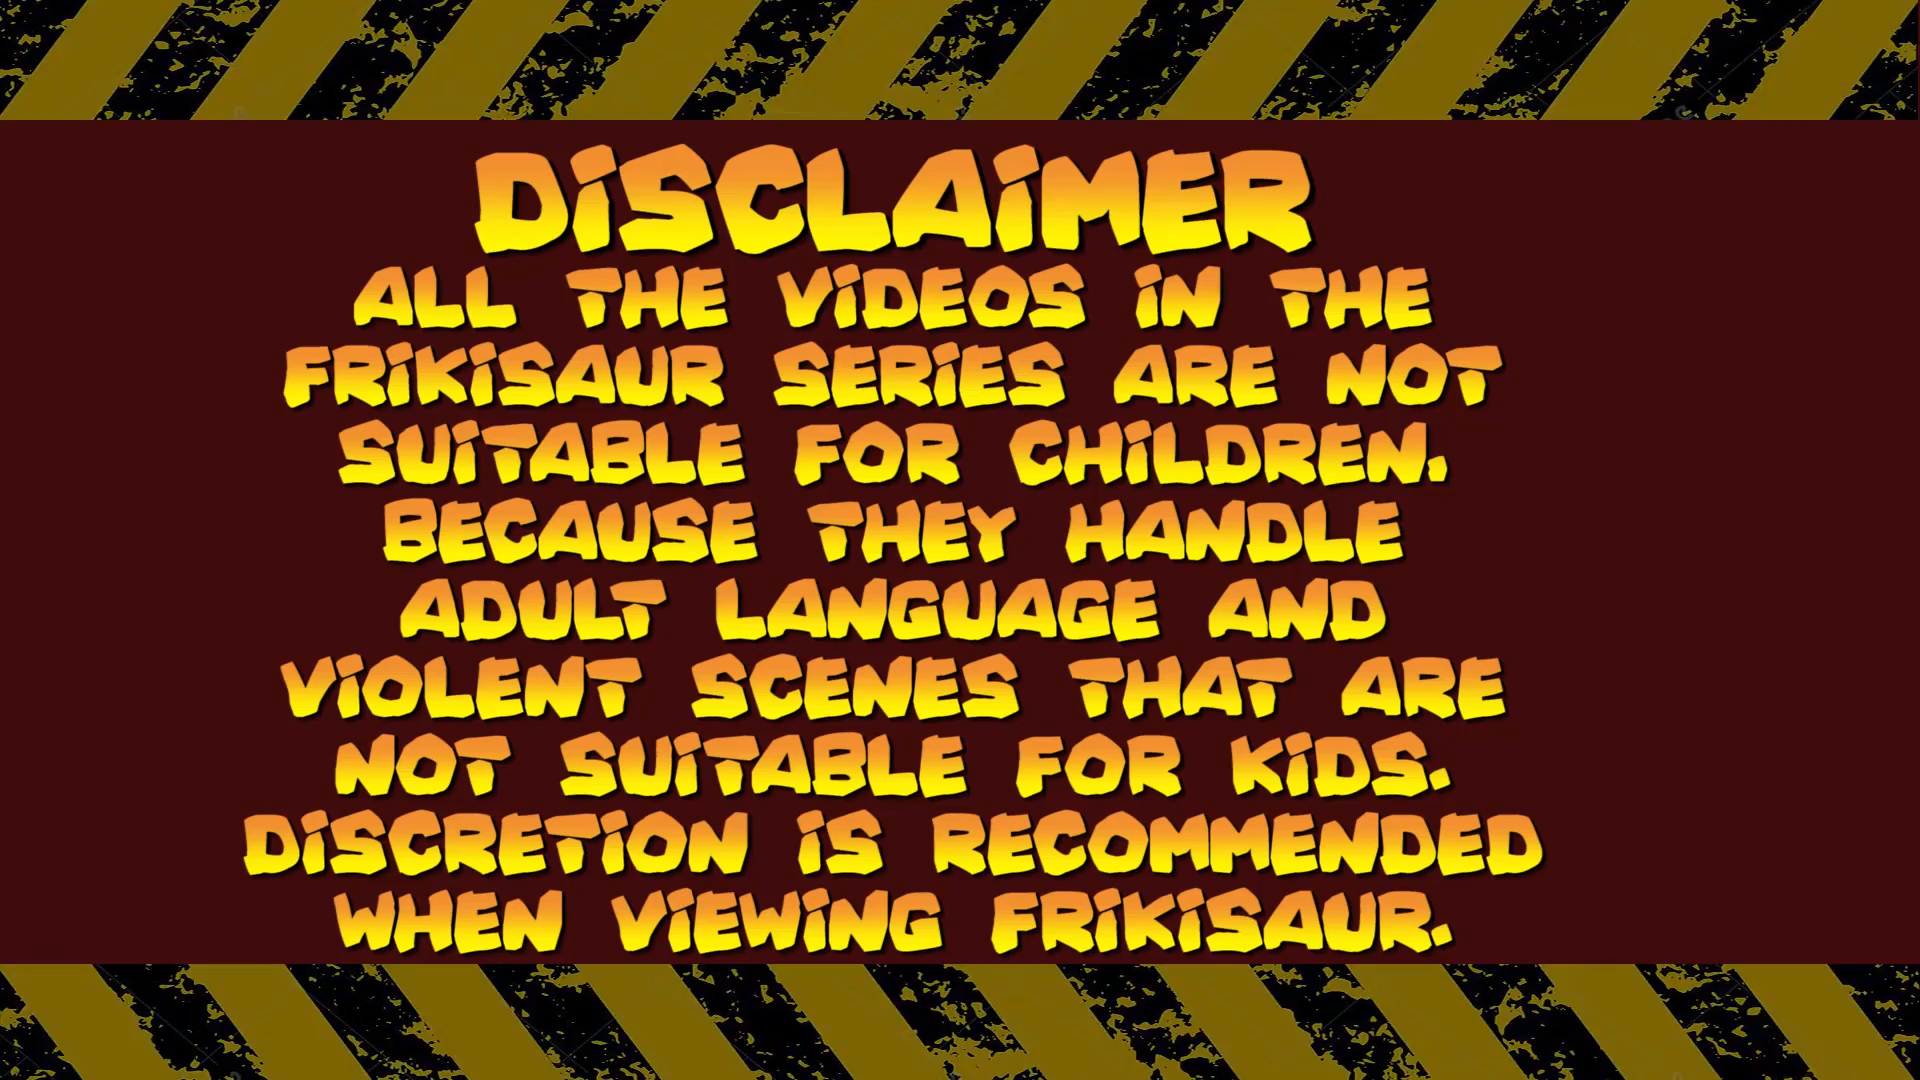 DISCLAIMER
ALL THE VIDEOS IN THE
FRIKISAUR SERIES ARE NOT
SUITABLE FOR CHILDREN.
BECAUSE THEY HANDLE
ADULT LANGUAGE AND
VIOLENT SCENES THAT ARE
NOT SUITABLE FOR KIDS.
DISCRETION IS RECOMMENDED
WHEN VIEWING FRIKISAUR.